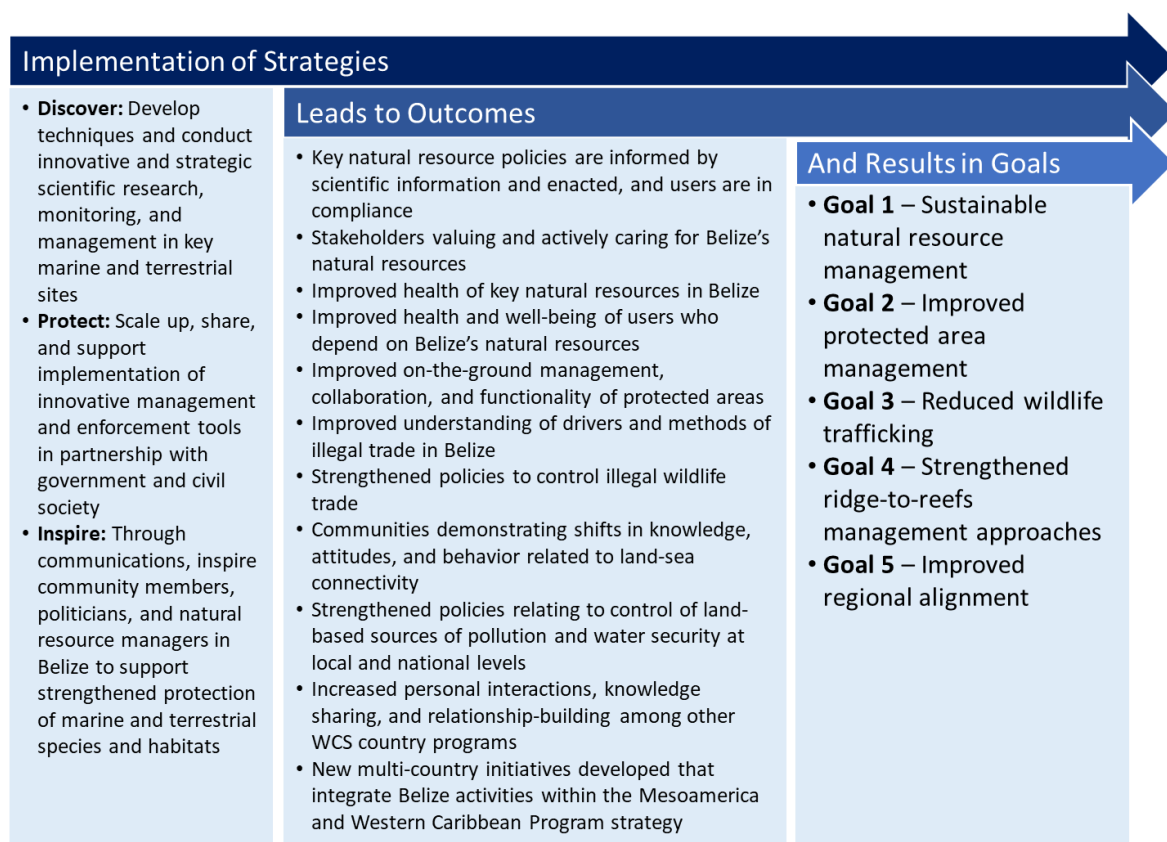 Implementation of Strategies
• Discover: Develop
techniques and conduct
innovative and strategic
scientific research,
monitoring, and
management in key
marine and terrestrial
sites
• Protect: Scale up, share,
and support
implementation of
innovative management
and enforcement tools
in partnership with
government and civil
society
• Inspire: Through
communications, inspire
community members,
politicians, and natural
resource managers in
Belize to support
strengthened protection
of marine and terrestrial
species and habitats
Leads to Outcomes
• Key natural resource policies are informed by
scientific information and enacted, and users are in
compliance
• Stakeholders valuing and actively caring for Belize’s
natural resources
• Improved health of key natural resources in Belize
• Improved health and well-being of users who
depend on Belize’s natural resources
• Improved on-the-ground management,
collaboration, and functionality of protected areas
• Improved understanding of drivers and methods of
illegal trade in Belize
• Strengthened policies to control illegal wildlife
trade
• Communities demonstrating shifts in knowledge,
attitudes, and behavior related to land-sea
connectivity
• Strengthened policies relating to control of land-
based sources of pollution and water security at
local and national levels
• Increased personal interactions, knowledge
sharing, and relationship-building among other
WCS country programs
• New multi-country initiatives developed that
integrate Belize activities within the Mesoamerica
and Western Caribbean Program strategy
And Results in Goals
• Goal 1 – Sustainable
natural resource
management
• Goal 2 – Improved
protected area
management
• Goal 3 – Reduced wildlife
trafficking
• Goal 4 – Strengthened
ridge-to-reefs
management approaches
• Goal 5 – Improved
regional alignment